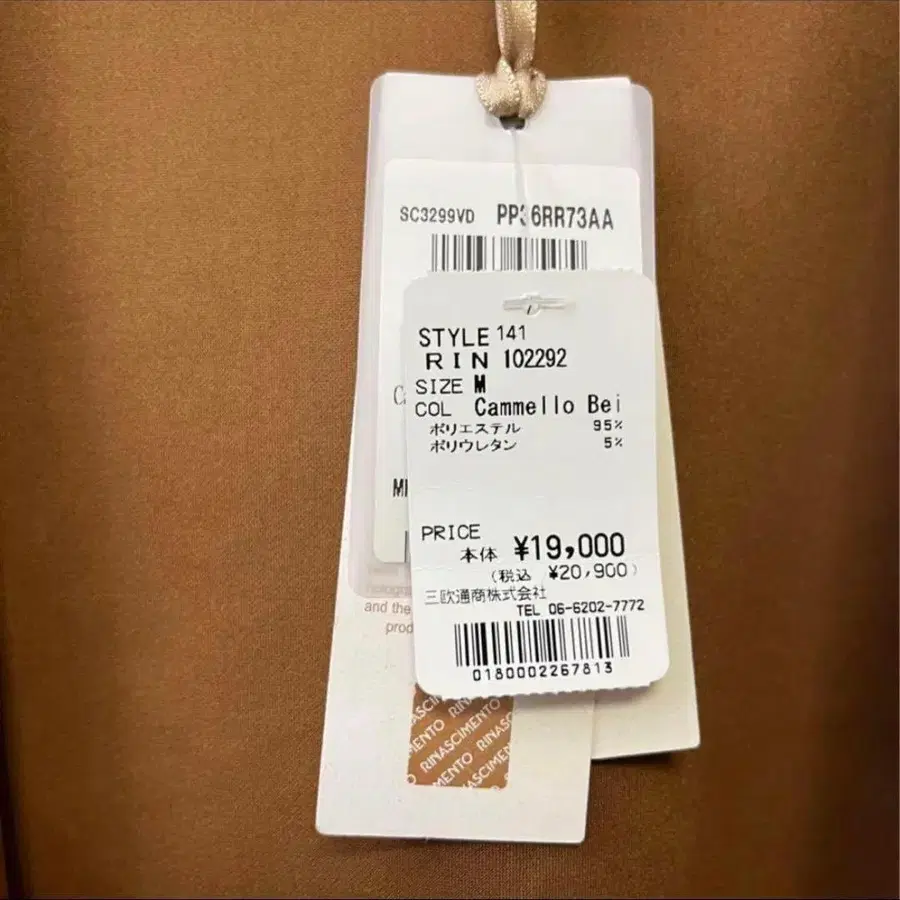 SC3299VD PP36RR73AA
STYLE 141
RIN 102292
SIZE M
COL Cammello Bei
ポリエステル 95%
ポリウレタン 5%
PRICE
本体 ¥19,000
(税込 ¥20,900)
三欧通商株式会社
TEL 06-6202-7772
0180002267813
and the
RINASCIMENTO
RINASCIMENTO